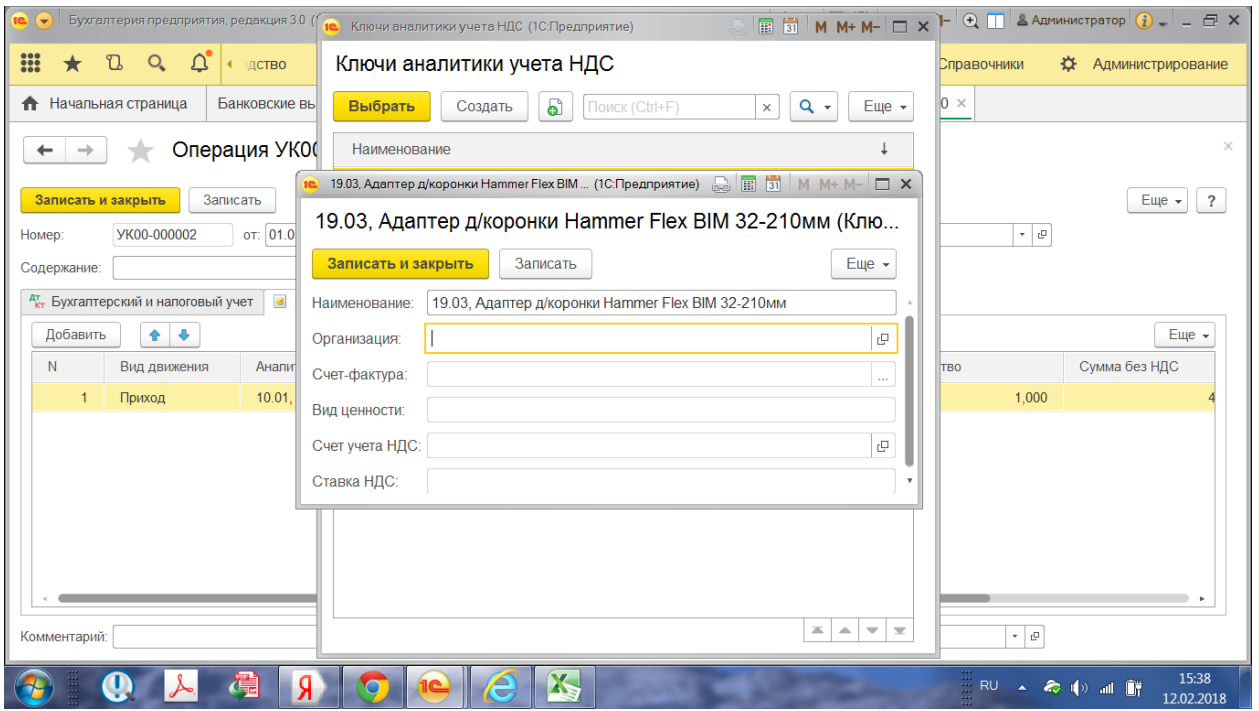 Бухгалтерия предприятия, редакция 3.0 (
Ключи аналитики учета НДС (1С:Предприятие)
31 M M+ M-
Администратор
дство
Ключи аналитики учета НДС
Справочники
Администрирование
Начальная страница
Банковские вы
Выбрать
Создать
Поиск (Ctrl+F)
Еще
0 ×
Операция УК00
Наименование
19.03, Адаптер д/коронки Hammer Flex BIM ... (1С:Предприятие)
31 M M+ M-
Записать и закрыть
Записать
Еще
?
19.03, Адаптер д/коронки Hammer Flex BIM 32-210мм (Клю...
Номер:
УК00-000002
от:
01.0
Записать и закрыть
Записать
Еще
Содержание:
Дт Кт Бухгалтерский и налоговый учет
Наименование:
19.03, Адаптер д/коронки Hammer Flex BIM 32-210мм
Добавить
Организация:
Еще
N
Вид движения
Аналит
Счет-фактура:
...
тво
Сумма без НДС
1
Приход
10.01,
Вид ценности:
1,000
4
Счет учета НДС:
Ставка НДС:
Комментарий:
RU
15:38
12.02.2018